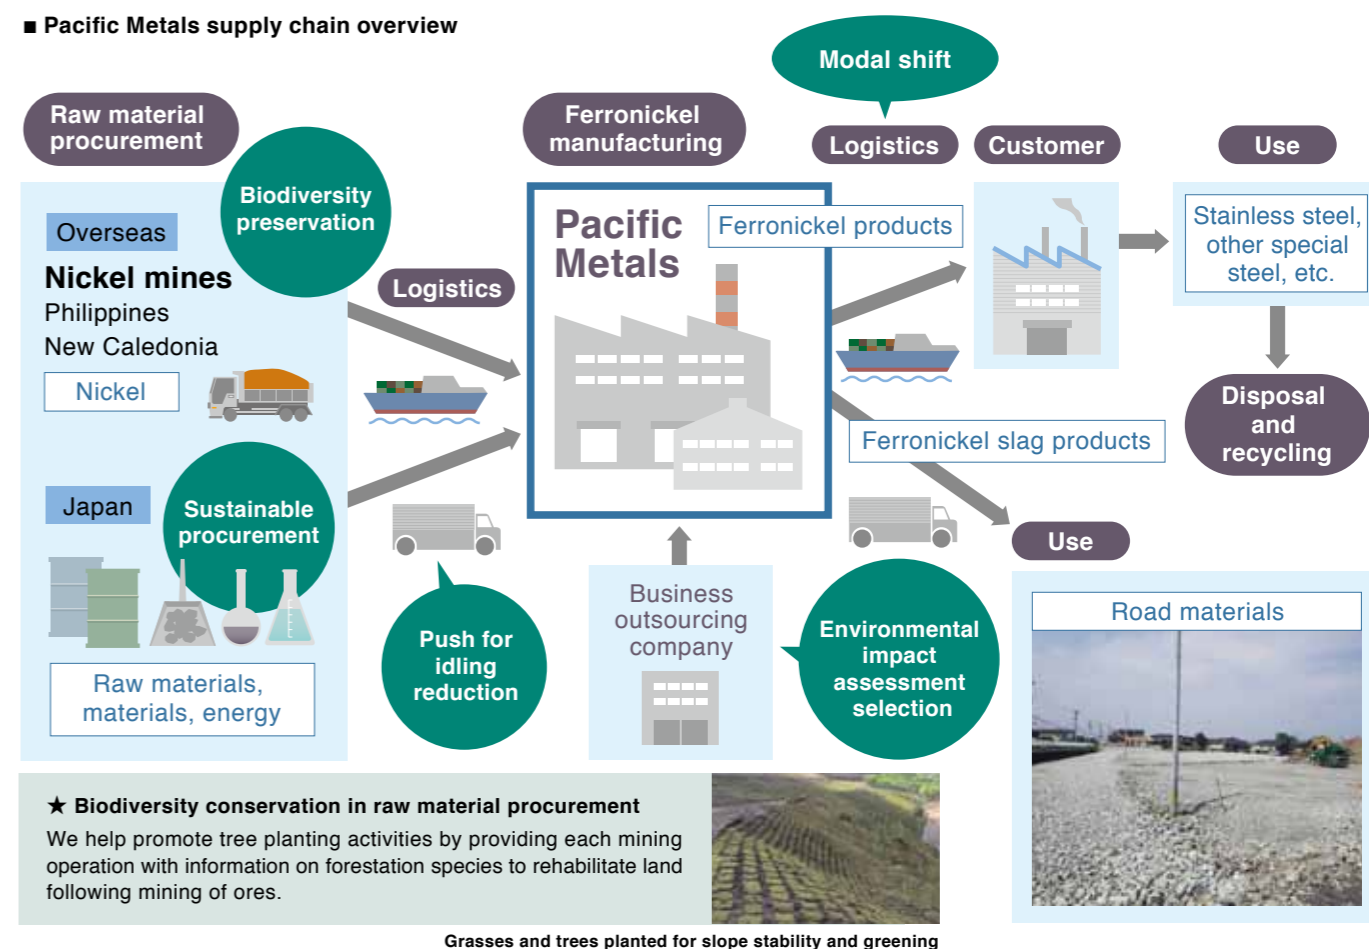 ■ Pacific Metals supply chain overview
Modal shift
Raw material
procurement
Ferronickel
manufacturing
Logistics
Customer
Use
Biodiversity
preservation
Overseas
Nickel mines
Philippines
New Caledonia
Nickel
Logistics
Pacific
Metals
Ferronickel products
Stainless steel,
other special
steel, etc.
Disposal
and
recycling
Ferronickel slag products
Japan
Sustainable
procurement
Raw materials,
materials, energy
Push for
idling
reduction
Business
outsourcing
company
Environmental
impact
assessment
selection
Use
Road materials
★ Biodiversity conservation in raw material procurement
We help promote tree planting activities by providing each mining
operation with information on forestation species to rehabilitate land
following mining of ores.
Grasses and trees planted for slope stability and greening